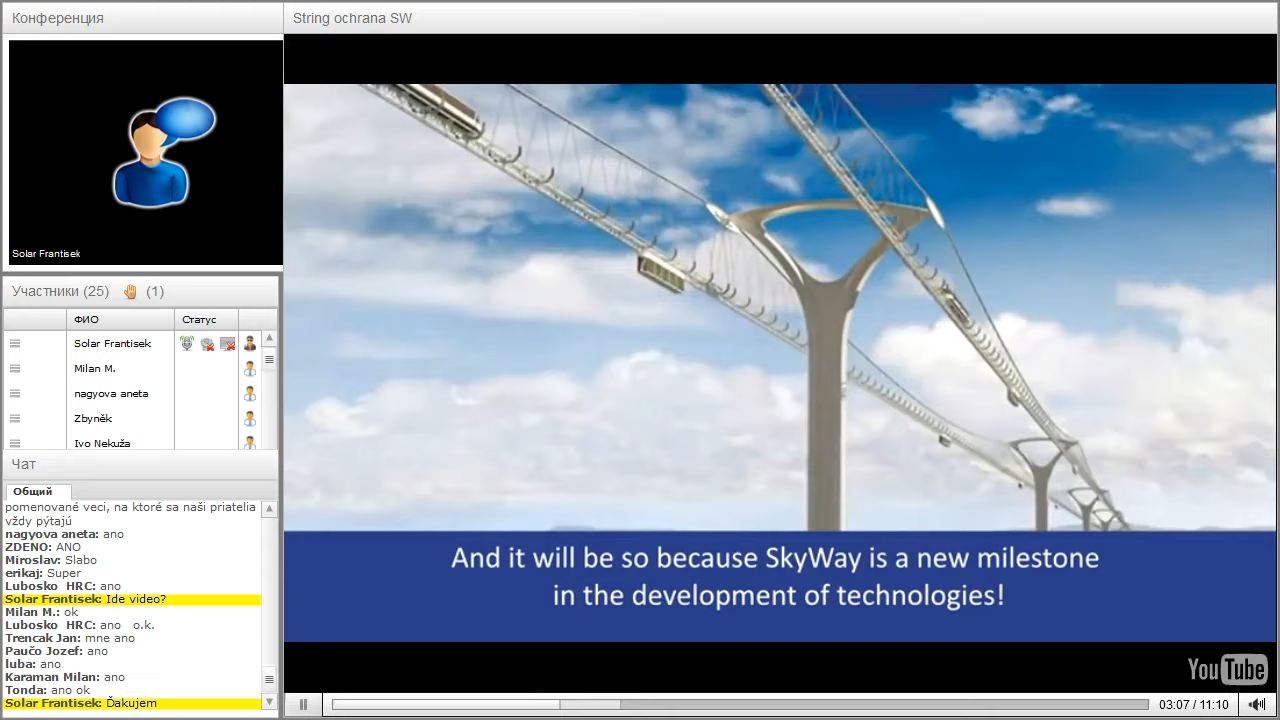 Конференция
String ochrana SW
Solar Frantisek
Участники (25) (1)
ФИО Статус
Solar Frantisek
Milan M.
nagyova aneta
Zbyněk
Ivo Nekuža
Чат
Общий
pomenované veci, na ktoré sa naši priatelia
vždy pýtajú
nagyova aneta: ano
ZDENO: ANO
Miroslav: Slabo
erikaj: Super
Lubosko HRC: ano
Solar Frantisek: Ide video?
Milan M.: ok
Lubosko HRC: ano o.k.
Trencak Jan: mne ano
Paučo Jozef: ano
luba: ano
Karaman Milan: ano
Tonda: ano ok
Solar Frantisek: Ďakujem
And it will be so because SkyWay is a new milestone
in the development of technologies!
YouTube
03:07 / 11:10